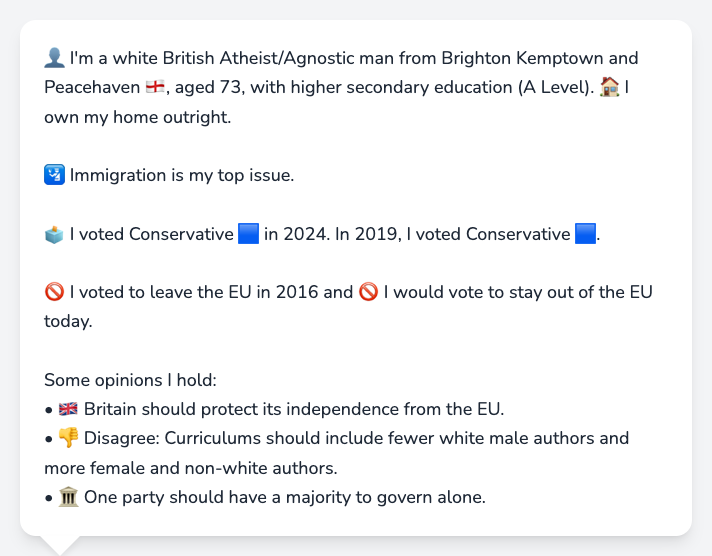 👤 I'm a white British Atheist/Agnostic man from Brighton Kemptown and
Peacehaven 🏴󠁧󠁢󠁥󠁮󠁧󠁿, aged 73, with higher secondary education (A Level). 🏠 I
own my home outright.
🛂 Immigration is my top issue.
🗳️ I voted Conservative 🟦 in 2024. In 2019, I voted Conservative 🟦.
🚫 I voted to leave the EU in 2016 and 🚫 I would vote to stay out of the EU
today.
Some opinions I hold:
• 🇬🇧 Britain should protect its independence from the EU.
• 👎 Disagree: Curriculums should include fewer white male authors and
more female and non-white authors.
• 🏛️ One party should have a majority to govern alone.